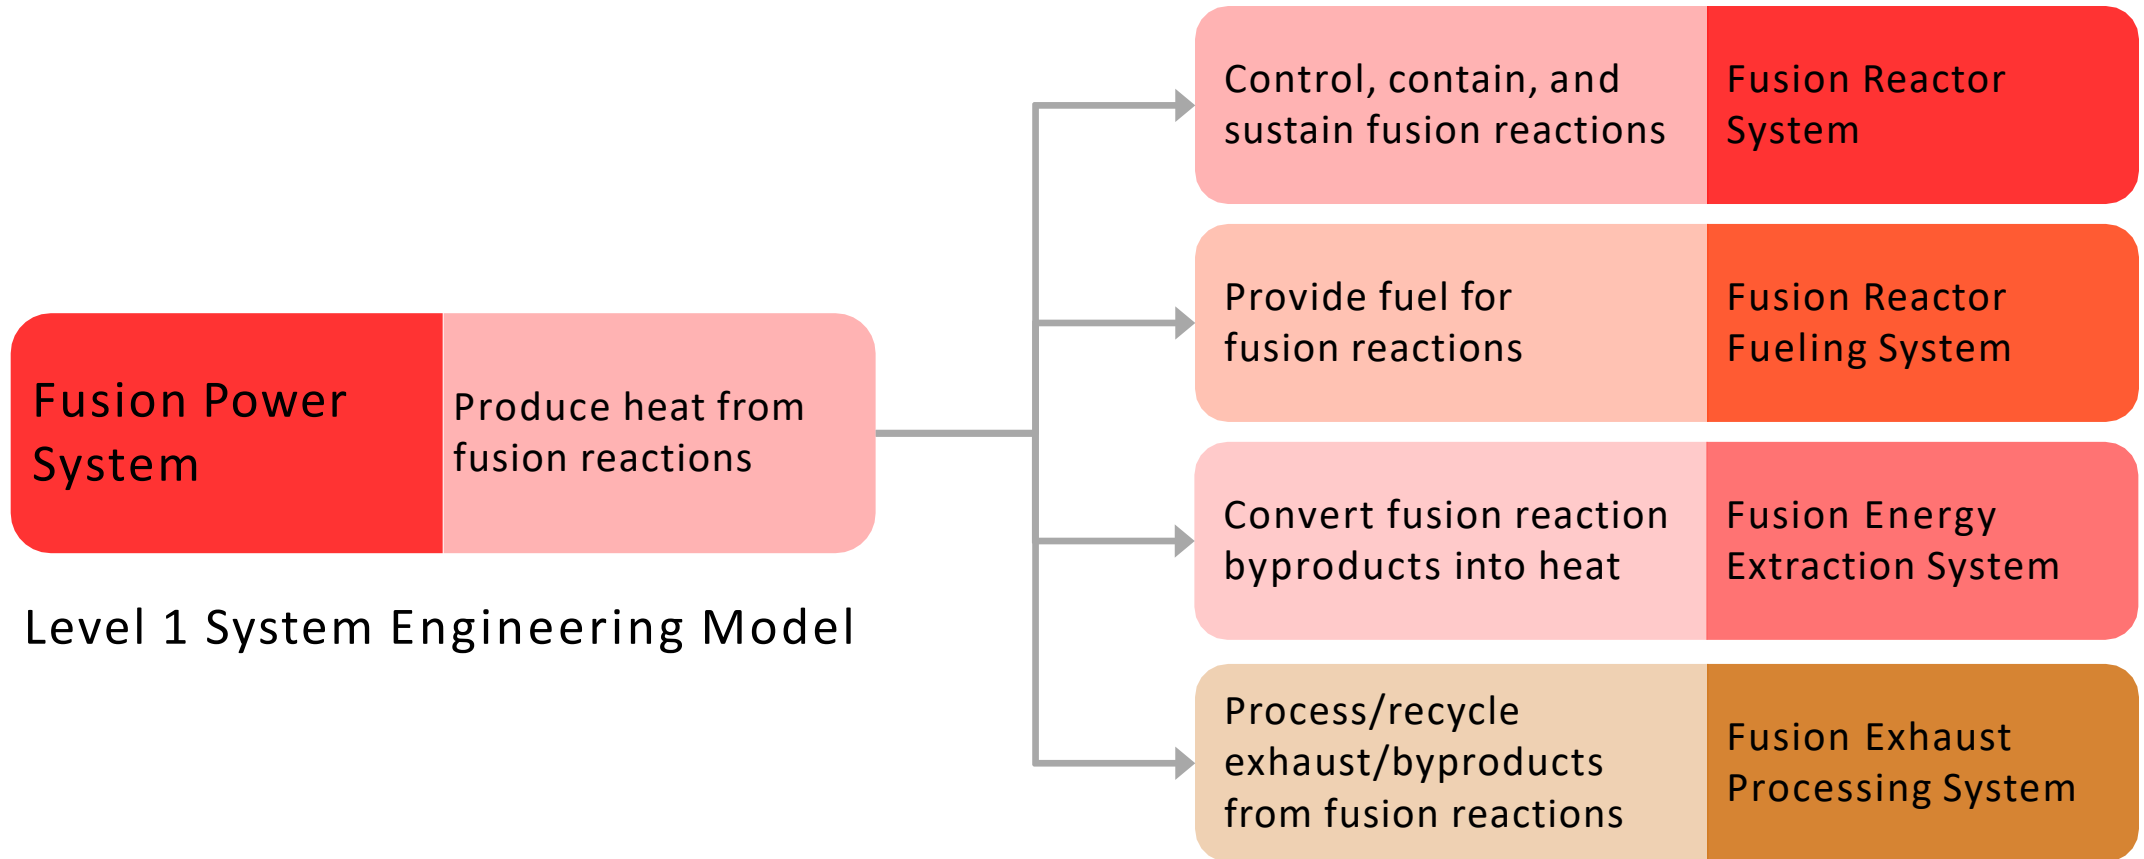 Fusion Power
System
Produce heat from
fusion reactions
Level 1 System Engineering Model
Control, contain, and
sustain fusion reactions
Fusion Reactor
System
Provide fuel for
fusion reactions
Fusion Reactor
Fueling System
Convert fusion reaction
byproducts into heat
Fusion Energy
Extraction System
Process/recycle
exhaust/byproducts
from fusion reactions
Fusion Exhaust
Processing System